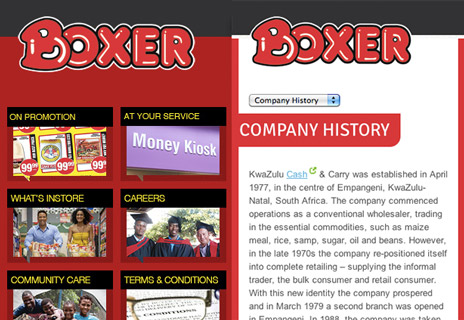 BOXER
ON PROMOTION
AT YOUR SERVICE
99.99
99.99
Money Kiosk
WHAT'S INSTORE
CAREERS
COMMUNITY CARE
TERMS & CONDITIONS
BOXER
Company History
COMPANY HISTORY
KwaZulu Cash & Carry was established in April
1977, in the centre of Empangeni, KwaZulu-
Natal, South Africa. The company commenced
operations as a conventional wholesaler, trading
in the essential commodities, such as maize
meal, rice, samp, sugar, oil and beans. However,
in the late 1970s the company re-positioned itself
into complete retailing – supplying the informal
trader, the bulk consumer and retail consumer.
With this new identity the company prospered
and in March 1979 a second branch was opened
in Empangeni. In 1988, the company was taken